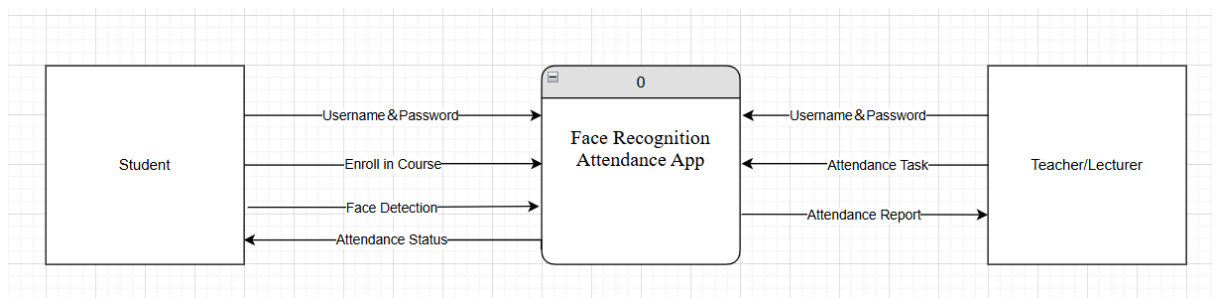 0
Face Recognition
Attendance App
Student
Username&Password
Enroll in Course
Face Detection
Attendance Status
Username&Password
Attendance Task
Attendance Report
Teacher/Lecturer